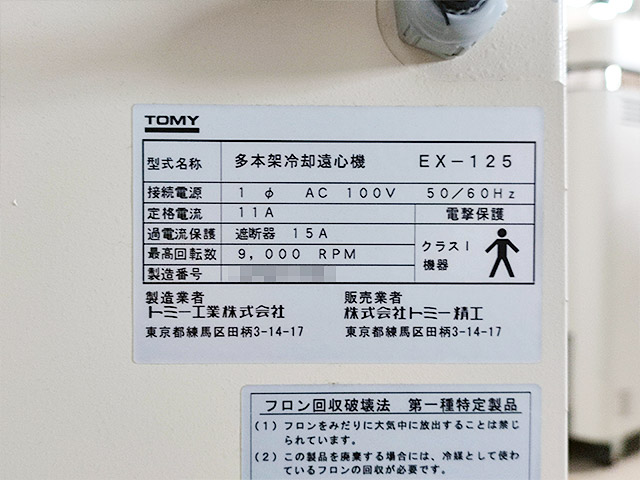 TOMY
型式名称 多本架冷却遠心機 EX-125
接続電源 1φ AC 100V 50/60Hz
定格電流 11A 電撃保護
過電流保護 遮断器 15A
クラスI
機器
最高回転数 9,000 RPM
製造番号
製造業者 販売業者
トミー工業株式会社 株式会社トミー精工
東京都練馬区田柄3-14-17 東京都練馬区田柄3-14-17
フロン回収破壊法 第一種特定製品
(1) フロンをみだりに大気中に放出することは禁じ
られています。
(2) この製品を廃棄する場合には、冷媒として使わ
れているフロンの回収が必要です。